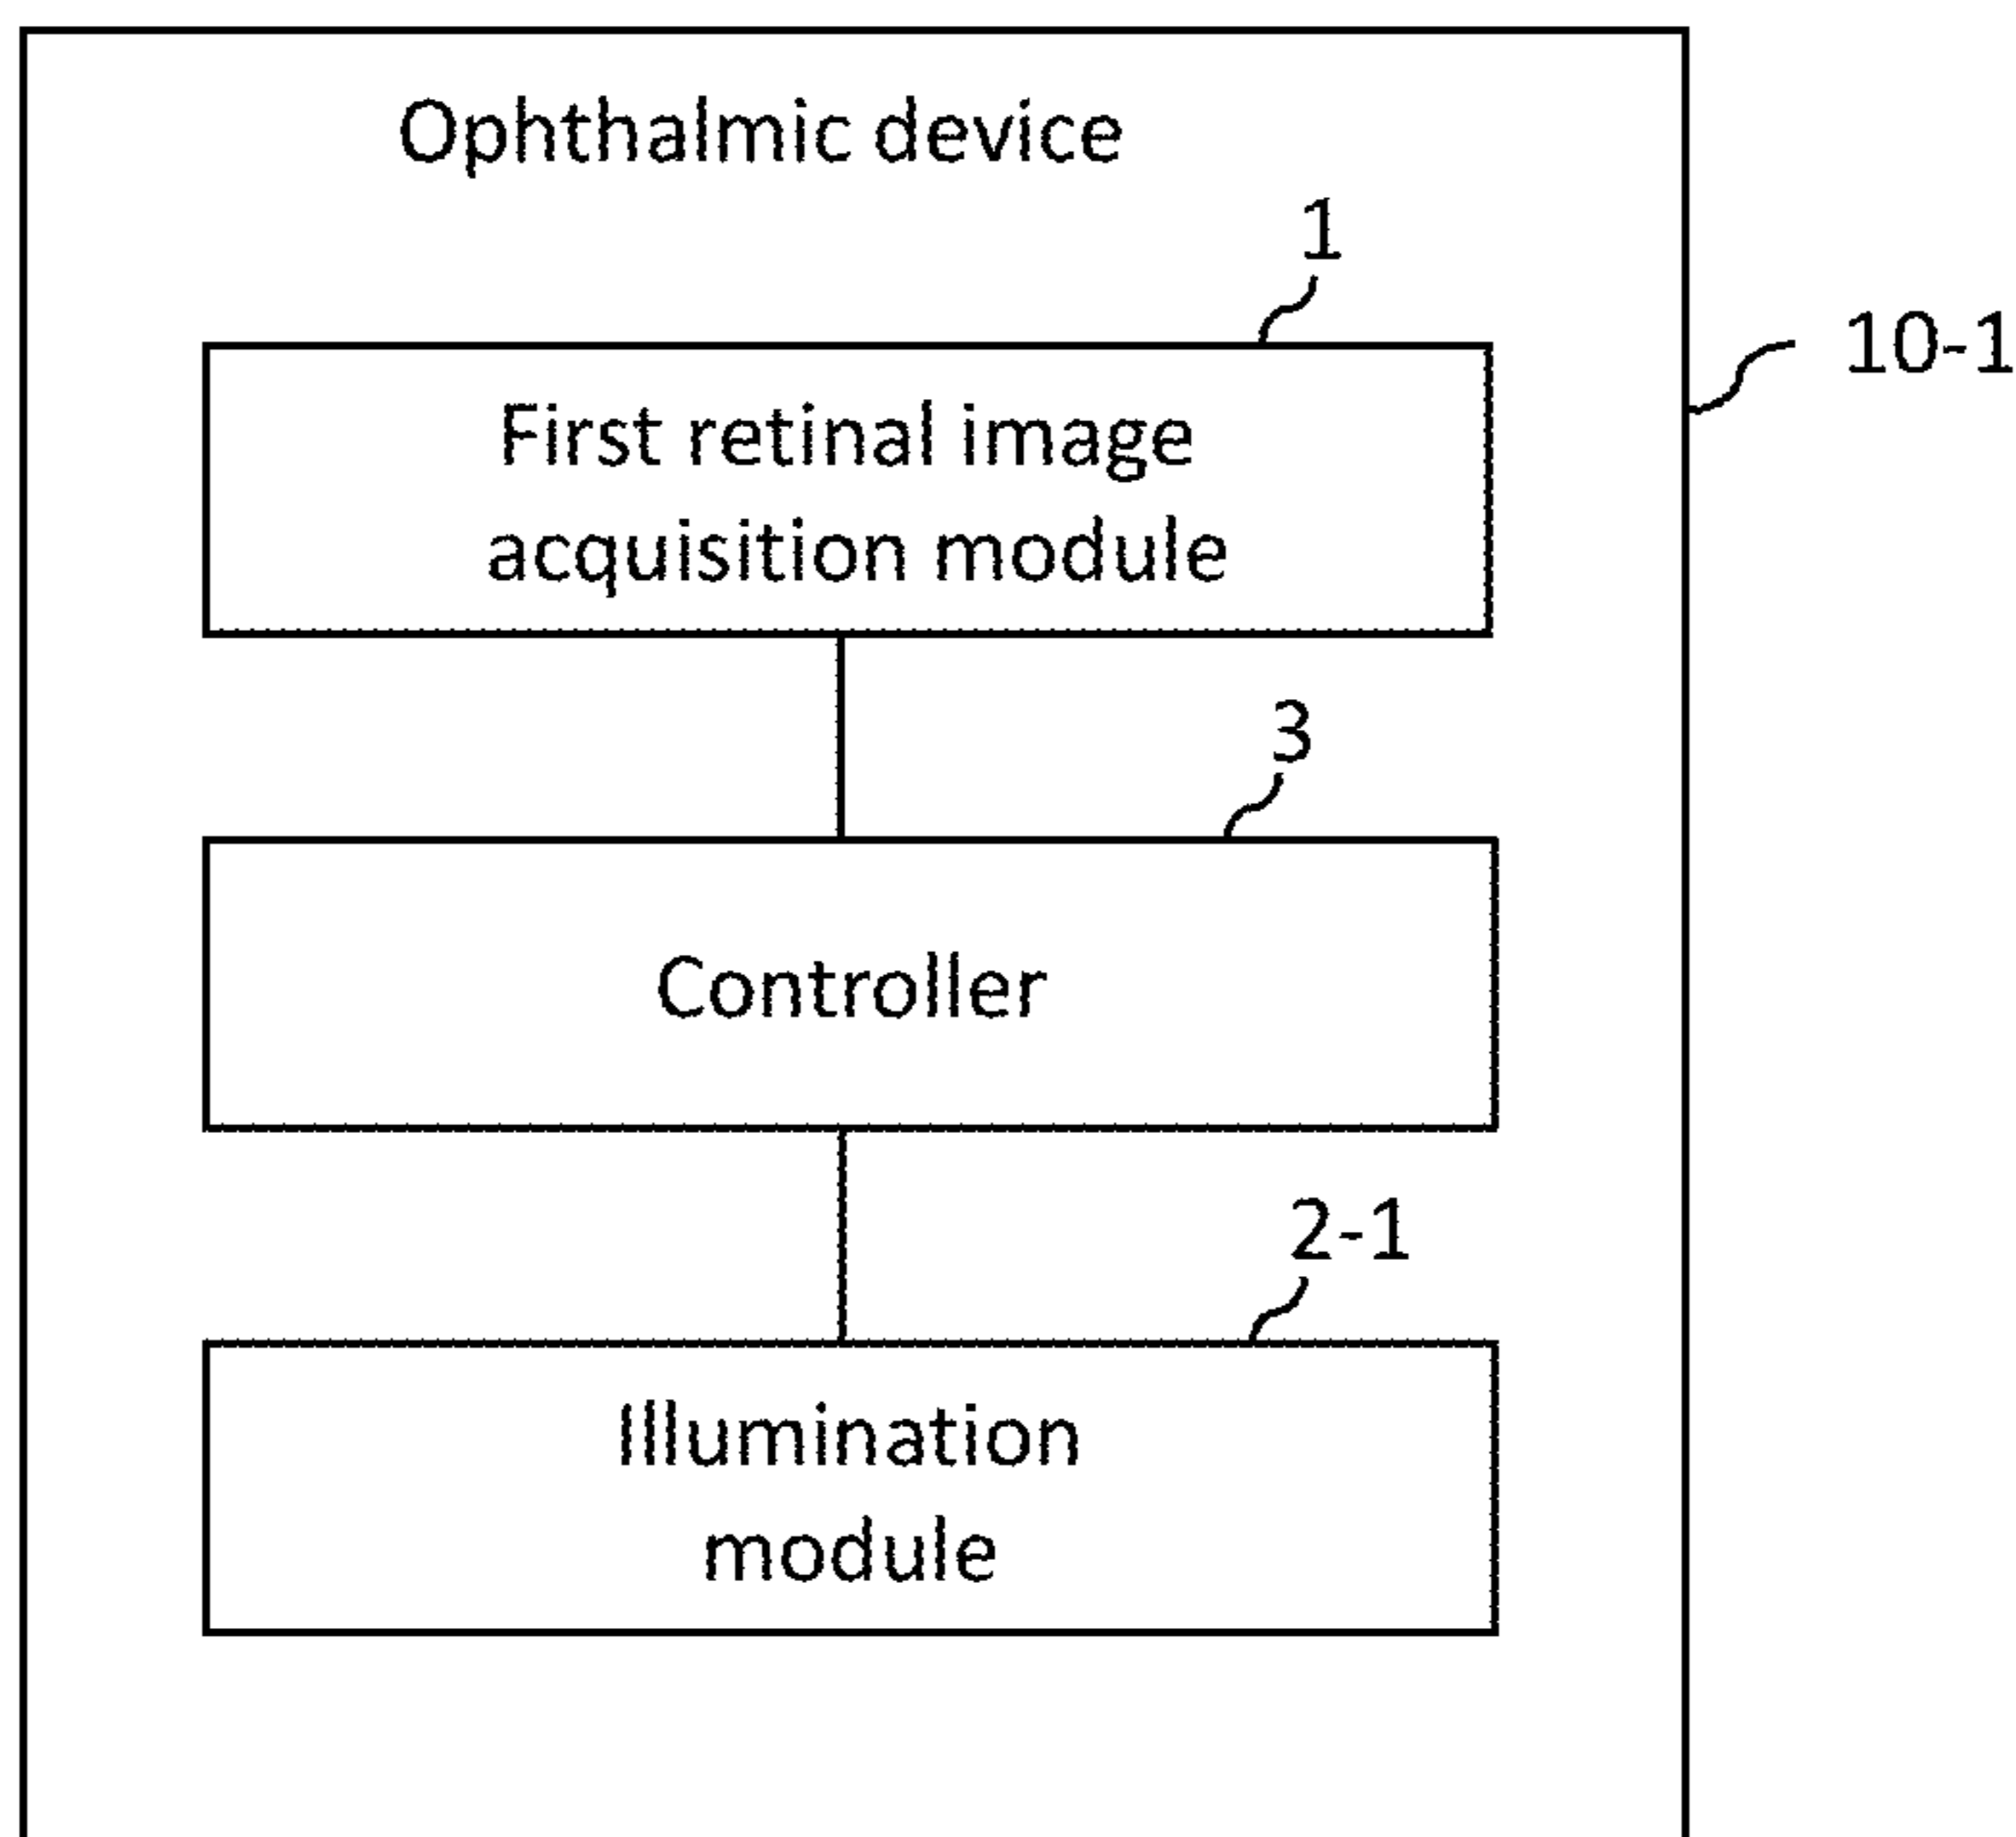 Ophthalmic device
1
10-1
First retinal image
acquisition module
3
Controller
2-1
Illumination
module